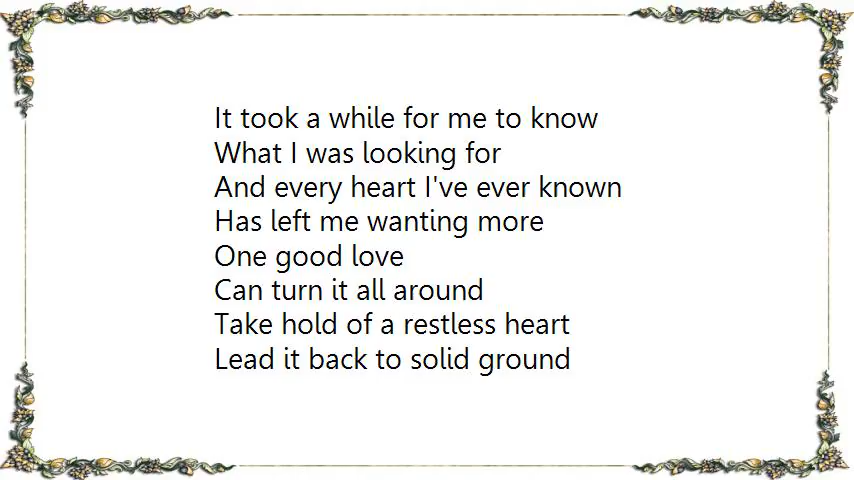 It took a while for me to know
What I was looking for
And every heart I've ever known
Has left me wanting more
One good love
Can turn it all around
Take hold of a restless heart
Lead it back to solid ground